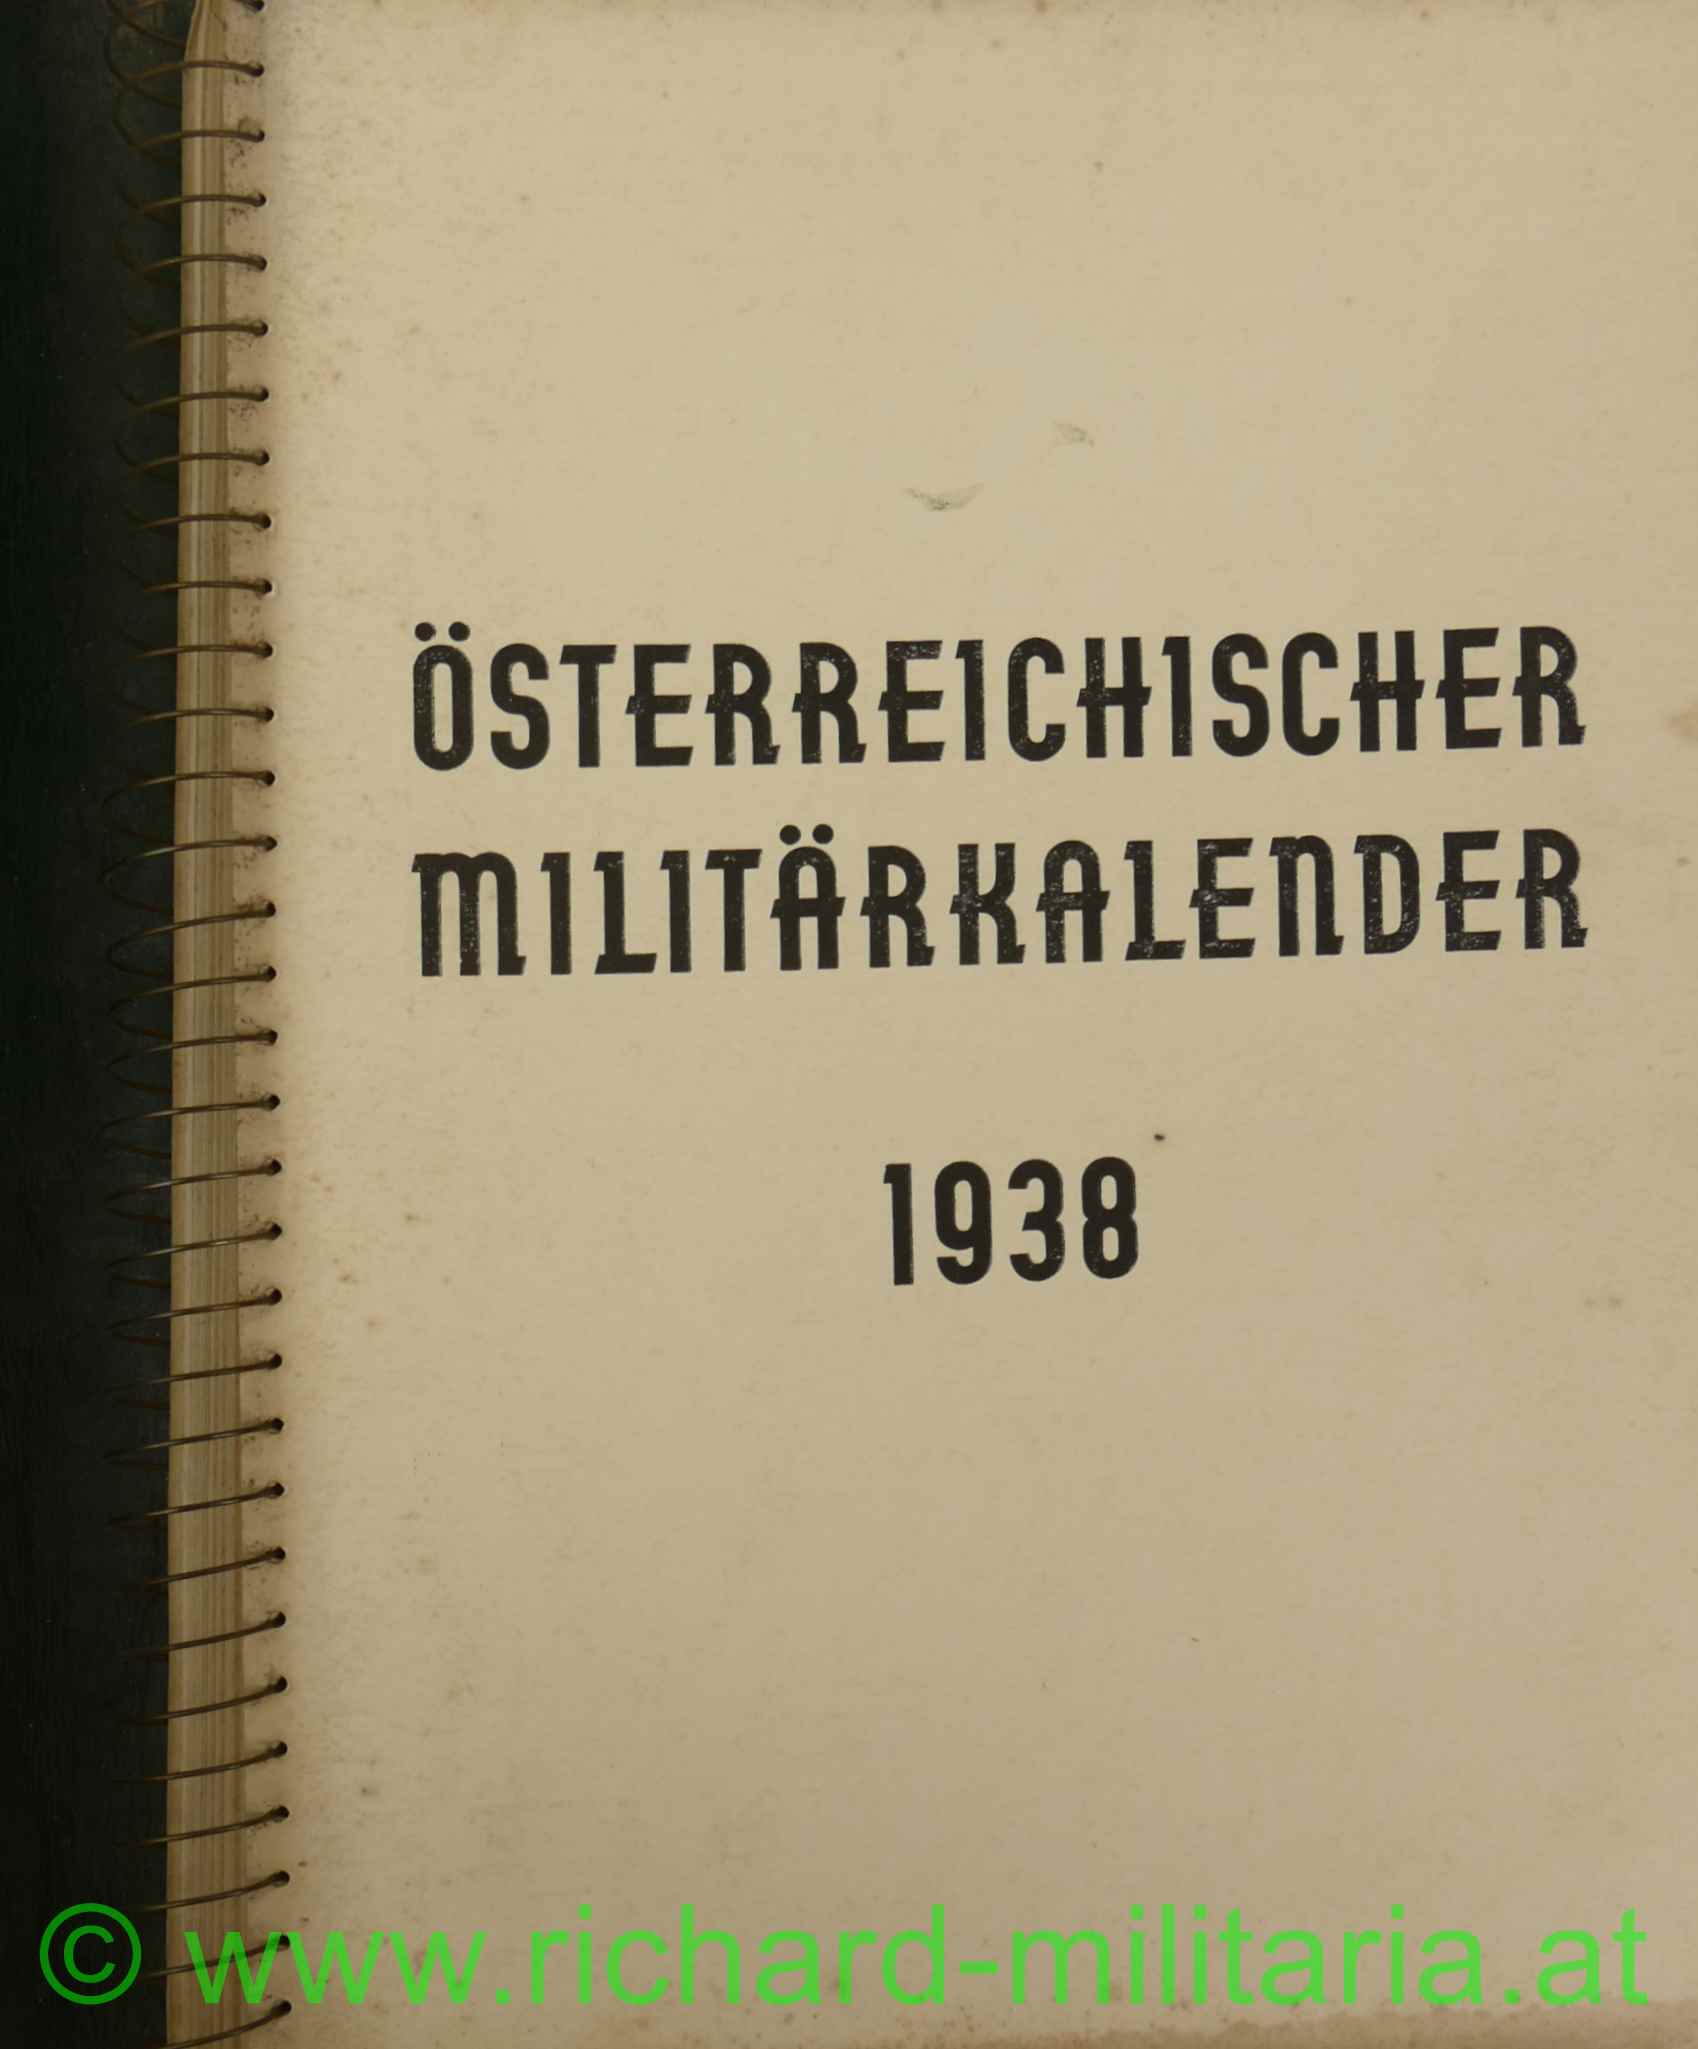 ÖSTERREICHISCHER
MILITÄRKALENDER
1938
© www.richard-militaria.at